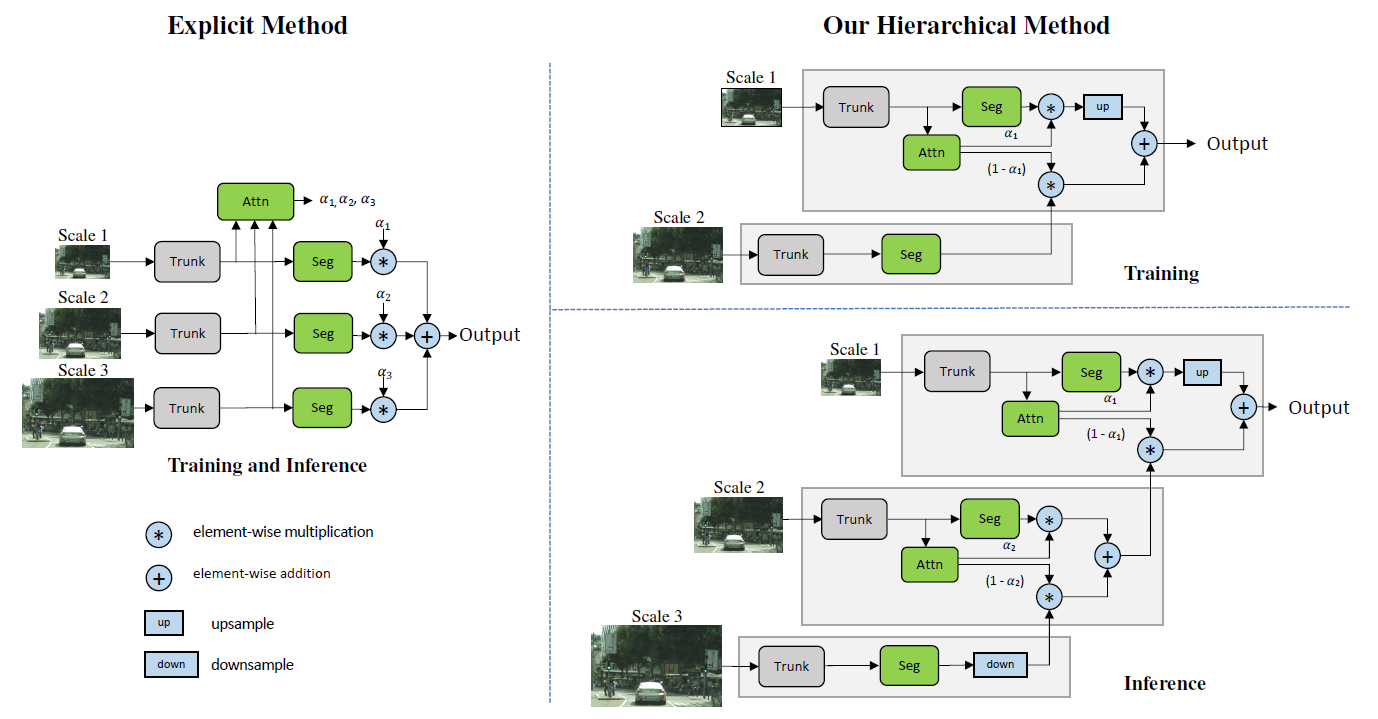 Explicit Method
Attn
α1, α2, α3
Scale 1
Trunk
Seg
α1
*
Scale 2
Trunk
Seg
α2
*
+
Output
Scale 3
Trunk
Seg
α3
*
Training and Inference
* element-wise multiplication
+ element-wise addition
up upsample
down downsample
Our Hierarchical Method
Scale 1
Trunk
Seg
*
up
α1
Attn
(1 - α1)
*
+
Output
Scale 2
Trunk
Seg
Training
Scale 1
Trunk
Seg
*
up
α1
Attn
(1 - α1)
*
+
Output
Scale 2
Trunk
Seg
*
α2
Attn
(1 - α2)
*
+
Scale 3
Trunk
Seg
down
Inference